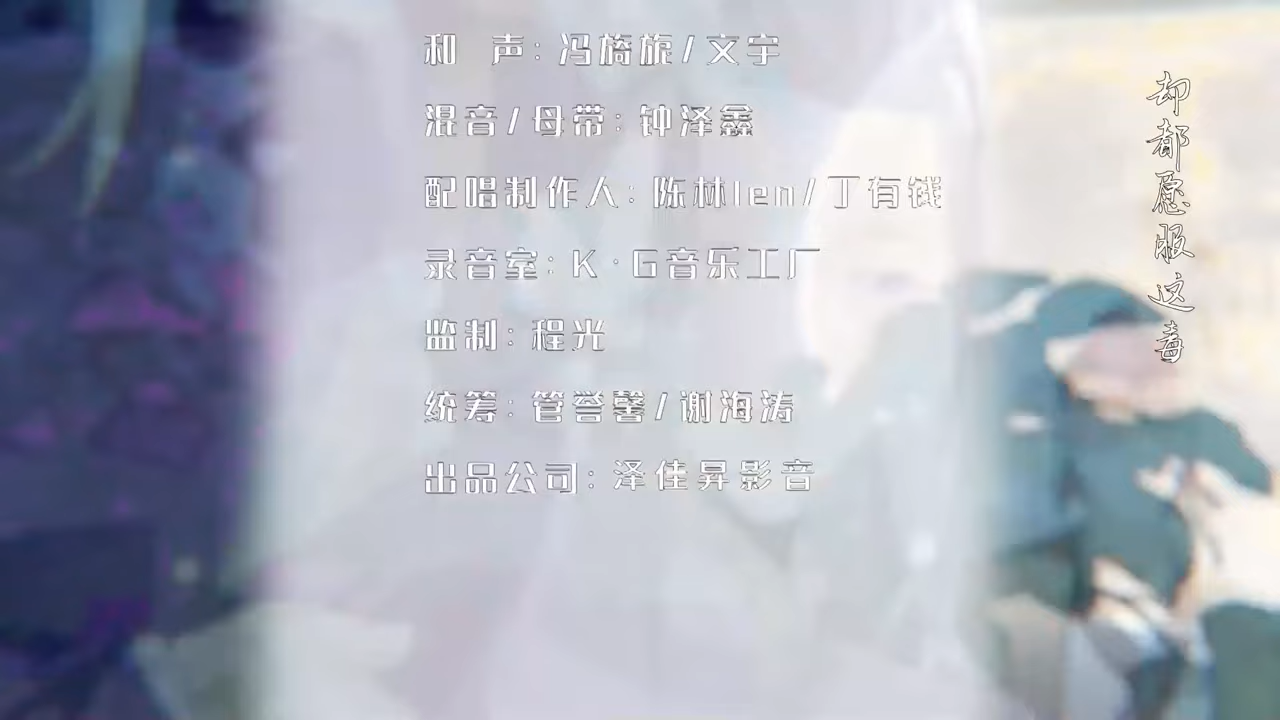 和 声：冯旖旎/文宇
混音/母带：钟泽鑫
配唱制作人：陈林len/丁有钱
录音室：K·G音乐工厂
监制：程光
统筹：管誉馨/谢海涛
出品公司：泽佳昇影音
却都愿服这毒